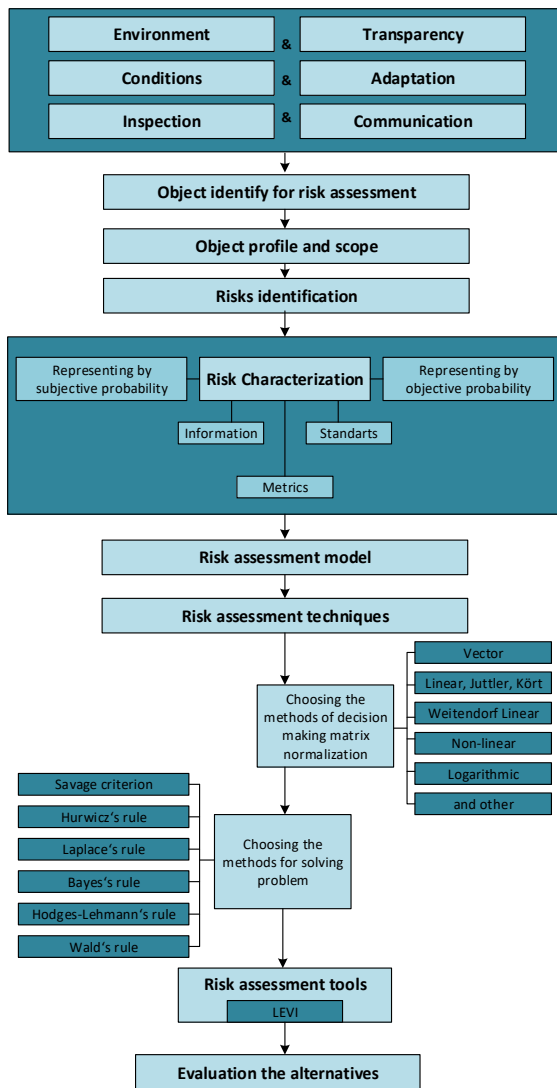 Environment
&
Transparency
Conditions
&
Adaptation
Inspection
&
Communication
Object identify for risk assessment
Object profile and scope
Risks identification
Representing by
subjective probability
Risk Characterization
Representing by
objective probability
Information
Standarts
Metrics
Risk assessment model
Risk assessment techniques
Choosing the
methods of decision
making matrix
normalization
Vector
Linear, Juttler, Kört
Weitendorf Linear
Non-linear
Logarithmic
and other
Savage criterion
Hurwicz‘s rule
Laplace‘s rule
Bayes‘s rule
Hodges-Lehmann‘s rule
Wald‘s rule
Choosing the
methods for solving
problem
Risk assessment tools
LEVI
Evaluation the alternatives